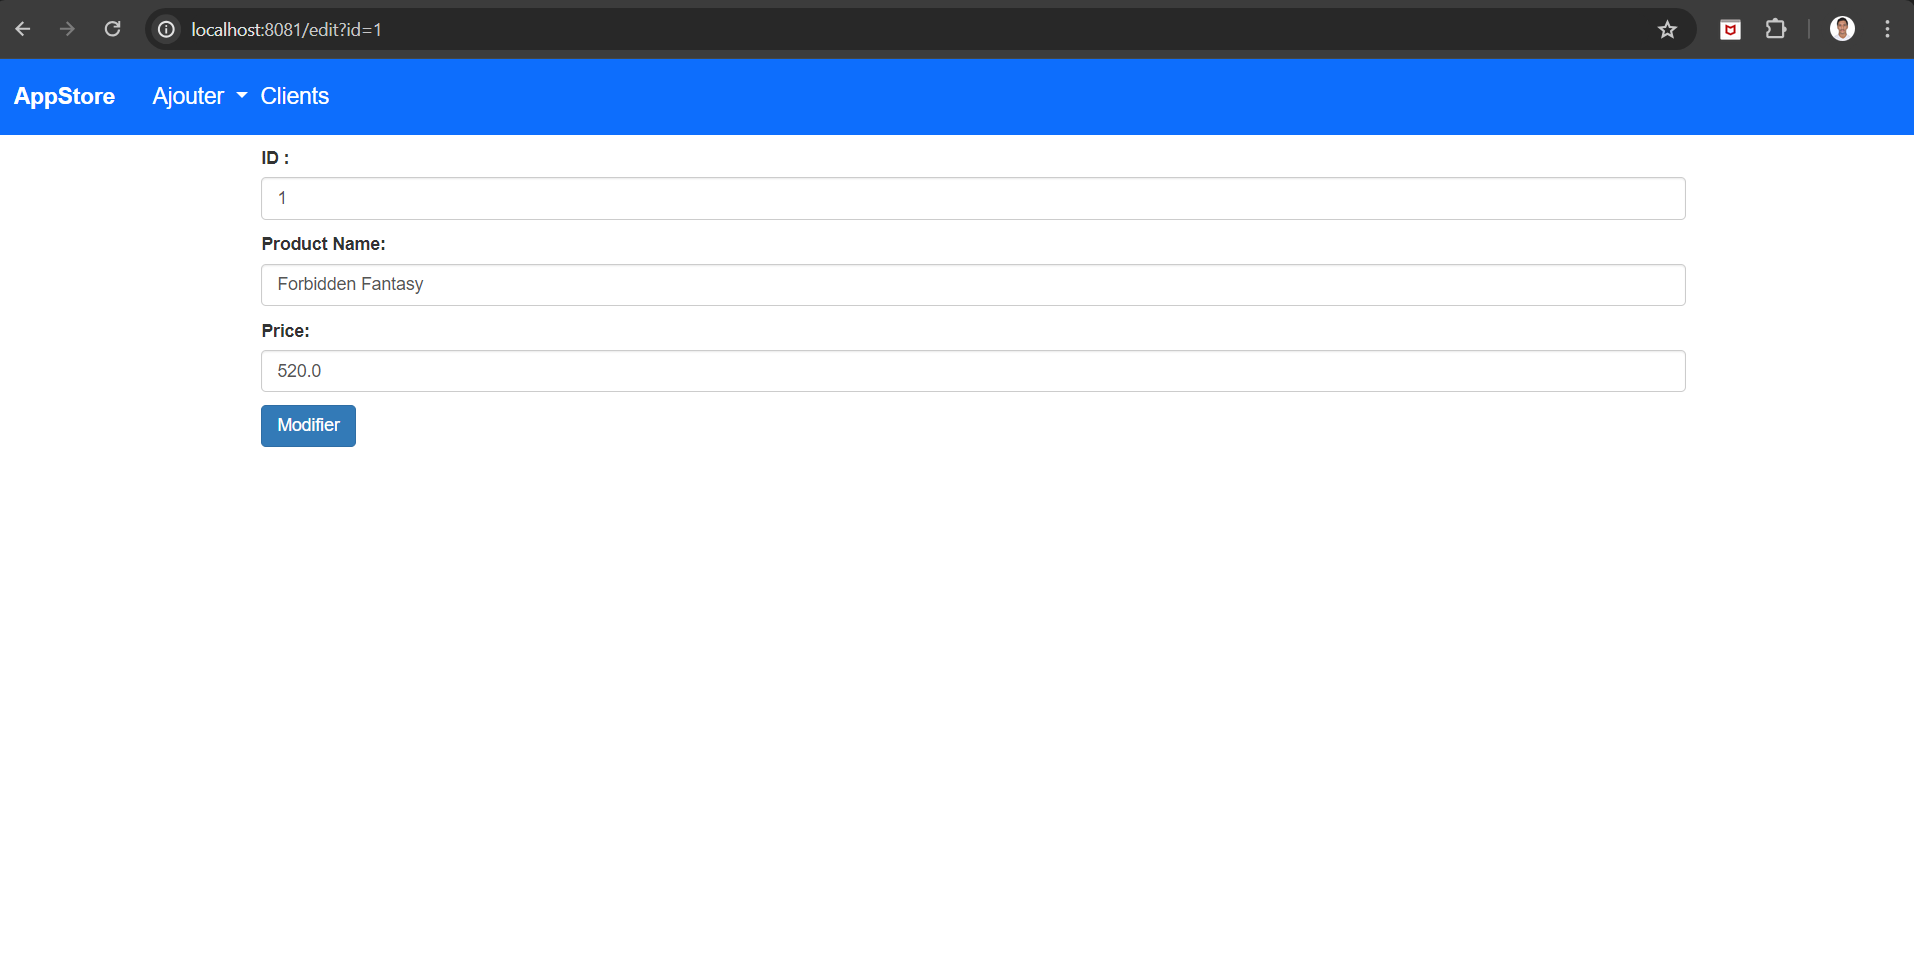 localhost:8081/edit?id=1
AppStore Ajouter Clients
ID :
1
Product Name:
Forbidden Fantasy
Price:
520.0
Modifier